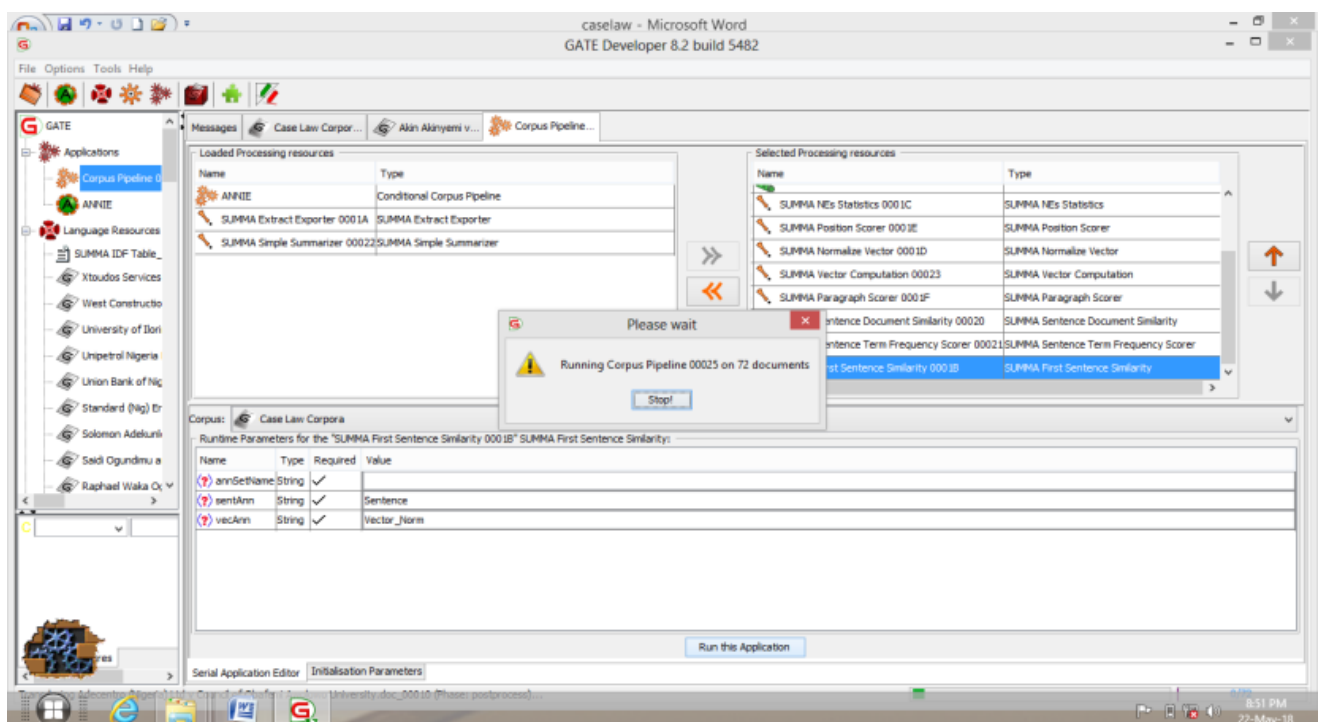 caselaw - Microsoft Word
GATE Developer 8.2 build 5482
File Options Tools Help
GATE
Applications
Corpus Pipeline 0
ANNIE
Language Resources
SUMMA IDF Table_
Xtoudos Services
West Constructio
University of Ilori
Unipetrol Nigeria
Union Bank of Nig
Standard (Nig) Er
Solomon Adekunle
Saidi Ogundmu a
Raphael Waka
Messages Case Law Corpor... Akin Akinyemi v... Corpus Pipeline...
Loaded Processing resources
Name Type
ANNIE Conditional Corpus Pipeline
SUMMA Extract Exporter 0001A SUMMA Extract Exporter
SUMMA Simple Summarizer 00022 SUMMA Simple Summarizer
Selected Processing resources
Name Type
SUMMA NEs Statistics 0001C SUMMA NEs Statistics
SUMMA Position Scorer 0001E SUMMA Position Scorer
SUMMA Normalize Vector 0001D SUMMA Normalize Vector
SUMMA Vector Computation 00023 SUMMA Vector Computation
SUMMA Paragraph Scorer 0001F SUMMA Paragraph Scorer
entence Document Similarity 00020 SUMMA Sentence Document Similarity
entence Term Frequency Scorer 00021 SUMMA Sentence Term Frequency Scorer
rst Sentence Similarity 0001B SUMMA First Sentence Similarity
Please wait
Running Corpus Pipeline 00025 on 72 documents
Stop!
Corpus: Case Law Corpora
Runtime Parameters for the "SUMMA First Sentence Similarity 0001B" SUMMA First Sentence Similarity:
Name Type Required Value
(?) annSetName String
(?) sentAnn String Sentence
(?) vecAnn String Vector_Norm
Run this Application
res
Serial Application Editor Initialisation Parameters
University.doc_00010 (Phase: postprocess)...
8:51 PM
22-May-18